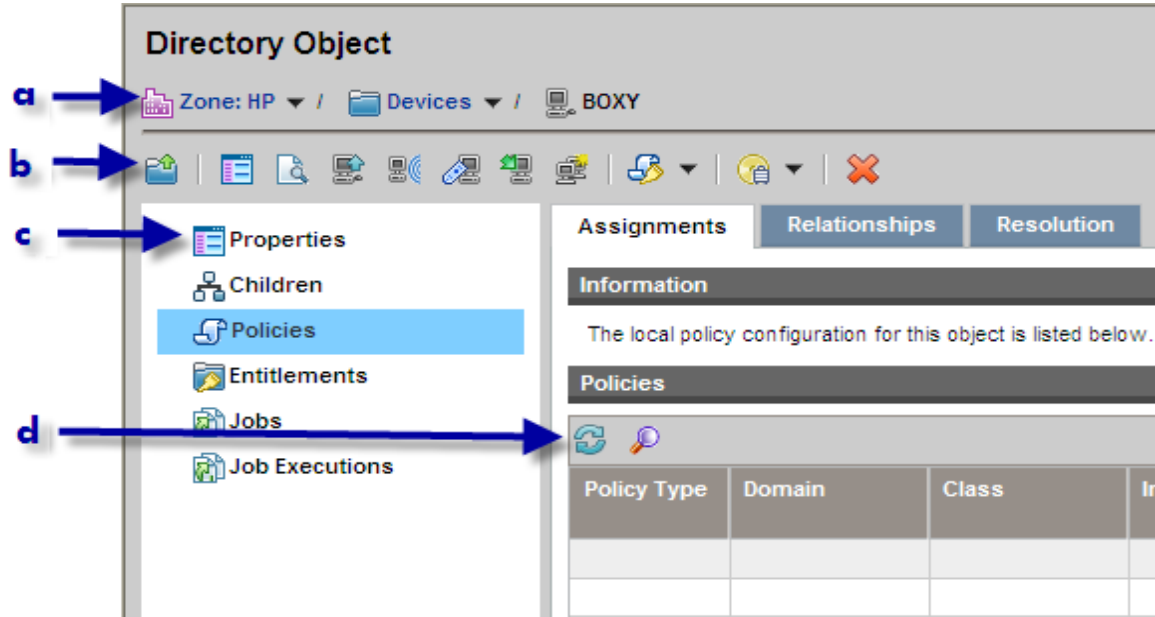 Directory Object
a
Zone: HP / Devices / BOXY
b
c
Properties
Children
Policies
Entitlements
Jobs
Job Executions
d
Assignments Relationships Resolution
Information
The local policy configuration for this object is listed below.
Policies
Policy Type Domain Class